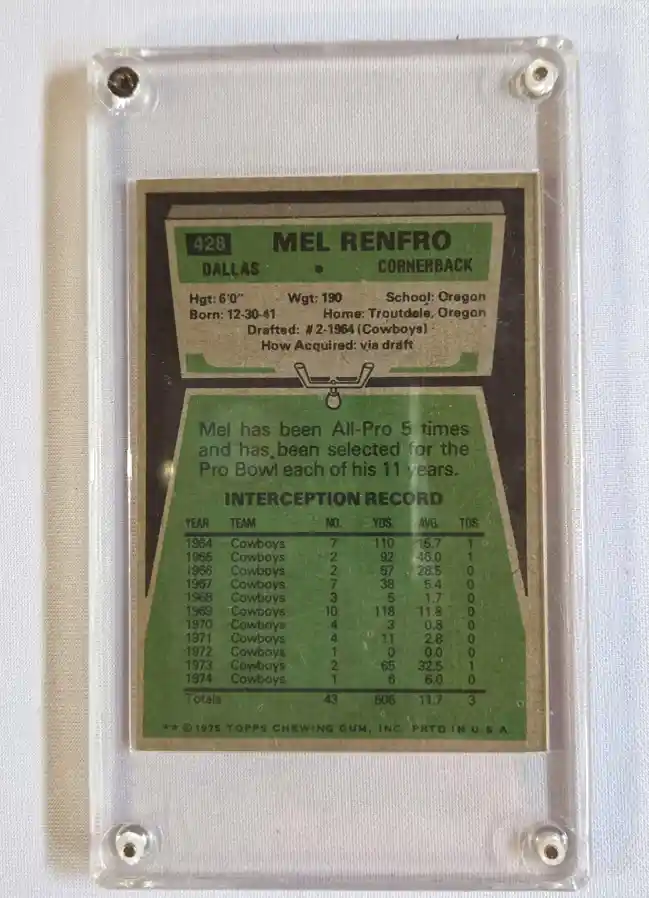 428 MEL RENFRO
DALLAS • CORNERBACK
Hgt: 6'0" Wgt: 190 School: Oregon
Born: 12-30-41 Home: Troutdale, Oregon
Drafted: #2-1964 (Cowboys)
How Acquired: via draft
Mel has been All-Pro 5 times
and has been selected for the
Pro Bowl each of his 11 years.
INTERCEPTION RECORD
YEAR TEAM NO. YDS. AVG. TDS
1964 Cowboys 7 110 15.7 1
1965 Cowboys 2 92 46.0 1
1966 Cowboys 2 57 28.5 0
1967 Cowboys 7 38 5.4 0
1968 Cowboys 3 5 1.7 0
1969 Cowboys 10 118 11.8 0
1970 Cowboys 4 3 0.8 0
1971 Cowboys 4 11 2.8 0
1972 Cowboys 1 0 0.0 0
1973 Cowboys 2 65 32.5 1
1974 Cowboys 1 6 6.0 0
Totals 43 505 11.7 3
** © 1975 TOPPS CHEWING GUM, INC. PRTD IN U.S.A.